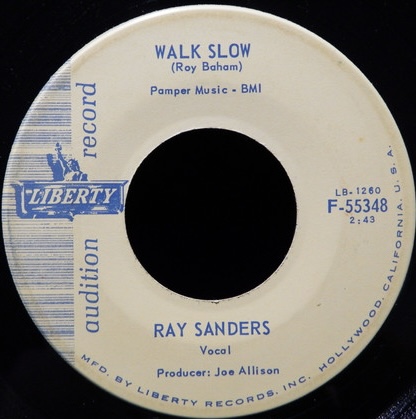 WALK SLOW
(Roy Baham)
Pamper Music - BMI
audition record
LIBERTY
LB-1260
F-55348
2:43
RAY SANDERS
Vocal
Producer: Joe Allison
MFD. BY LIBERTY RECORDS, INC. HOLLYWOOD, CALIFORNIA, U.S.A.